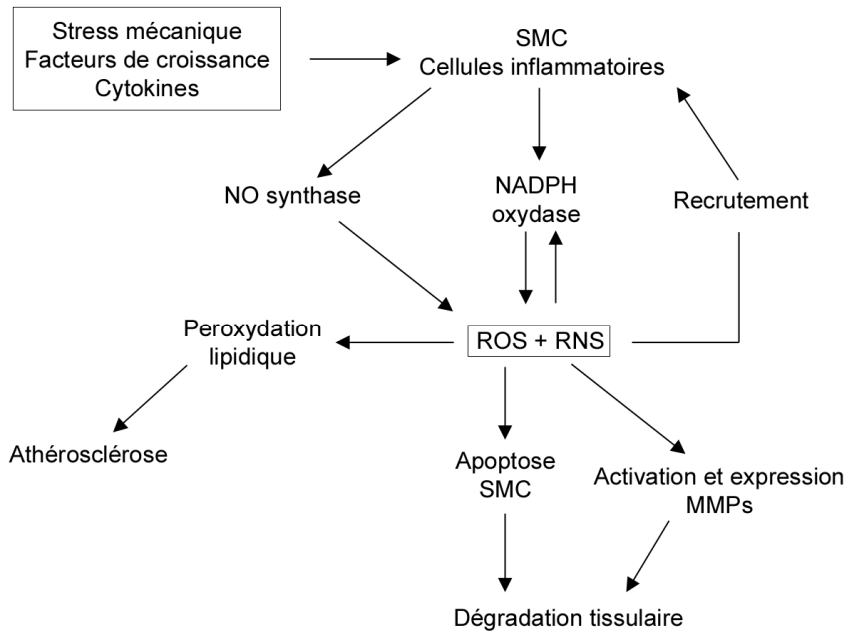 Stress mécanique
Facteurs de croissance
Cytokines
SMC
Cellules inflammatoires
NO synthase
NADPH
oxydase
Recrutement
Peroxydation
lipidique
ROS + RNS
Athérosclérose
Apoptose
SMC
Activation et expression
MMPs
Dégradation tissulaire